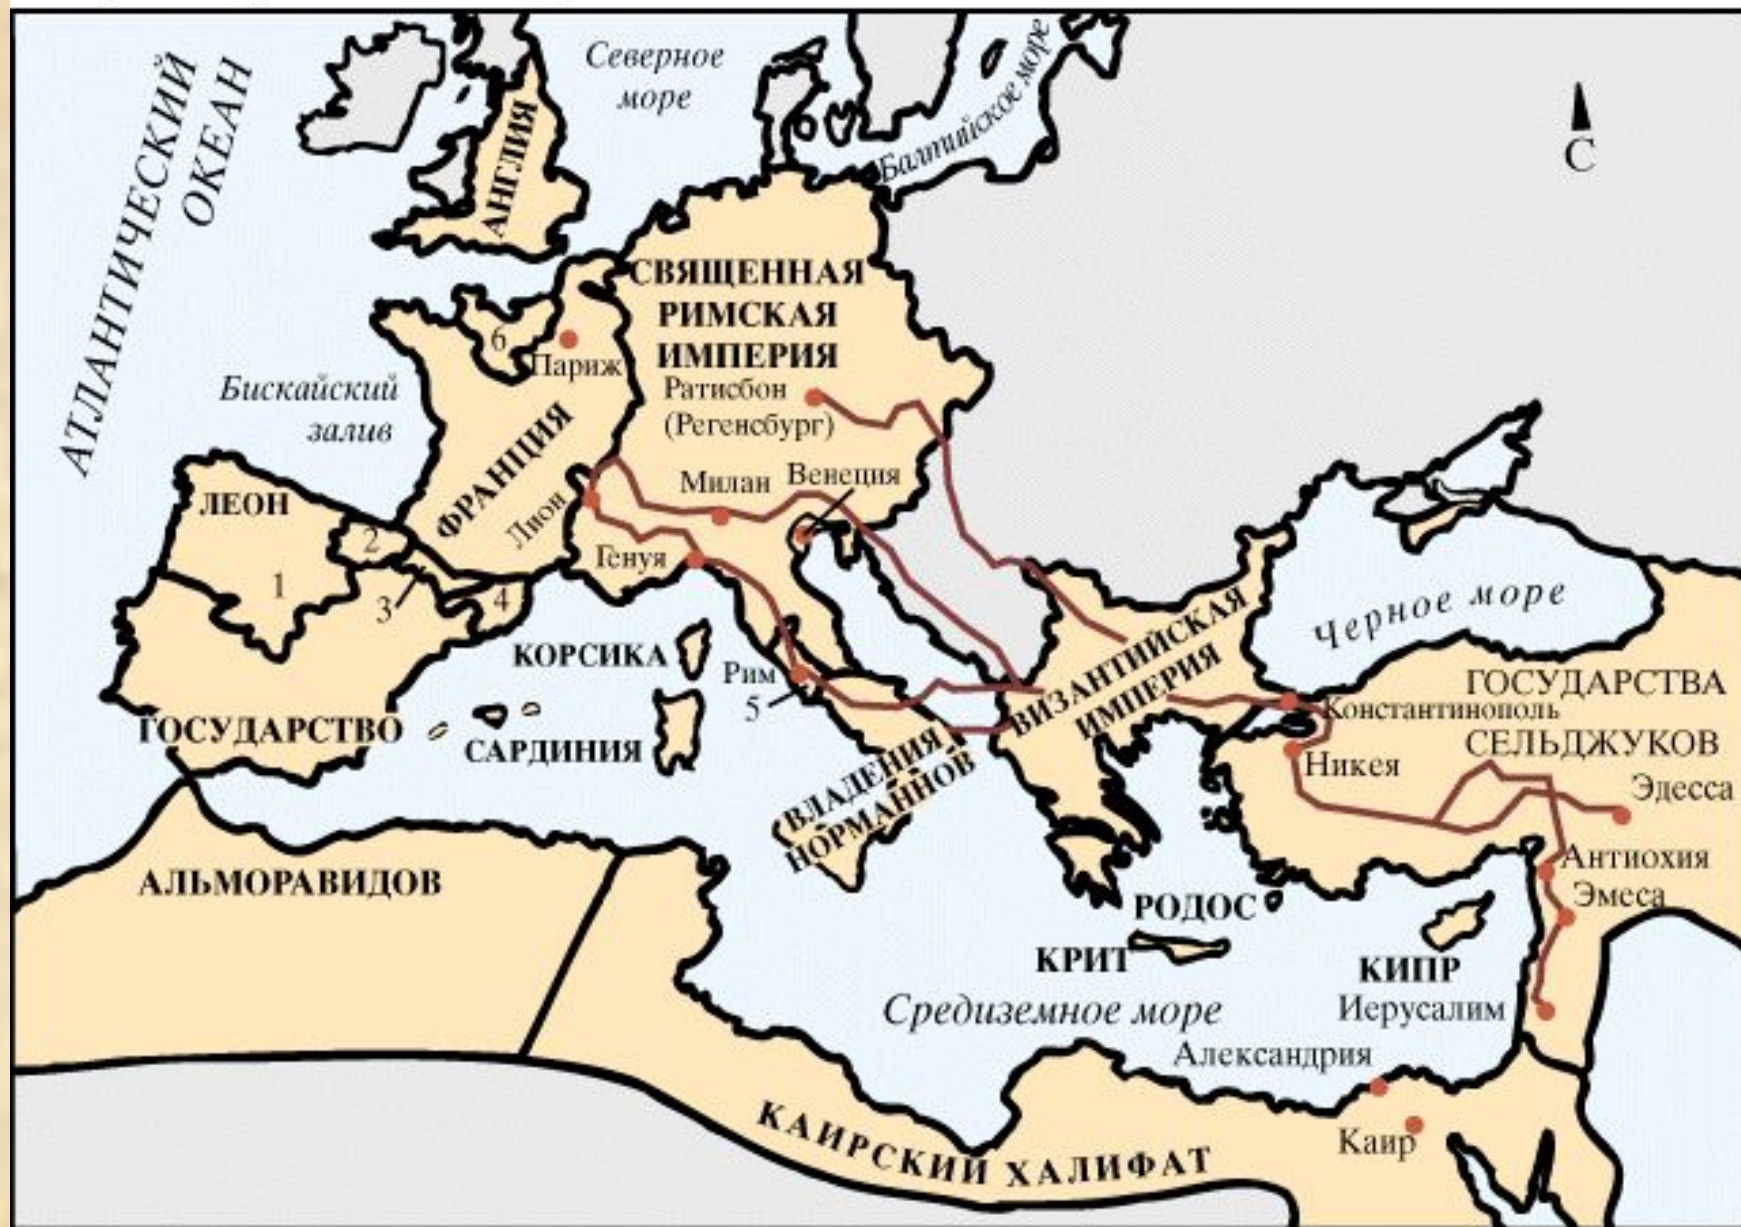 АТЛАНТИЧЕСКИЙ
ОКЕАН
Северное
море
Балтийское море
С
АНГЛИЯ
СВЯЩЕННАЯ
РИМСКАЯ
ИМПЕРИЯ
6
Париж
Ратисбон
(Регенсбург)
Бискайский
залив
ФРАНЦИЯ
Милан
Венеция
ЛЕОН
Лион
2
Генуя
1
3
4
Черное море
КОРСИКА
Рим
5
ВИЗАНТИЙСКАЯ
ИМПЕРИЯ
ГОСУДАРСТВА
Константинополь
СЕЛЬДЖУКОВ
ГОСУДАРСТВО
САРДИНИЯ
Никея
Эдесса
ВЛАДЕНИЯ
НОРМАННОВ
Антиохия
АЛЬМОРАВИДОВ
Эмеса
РОДОС
КРИТ
КИПР
Средиземное море
Иерусалим
Александрия
Каир
КАИРСКИЙ ХАЛИФАТ